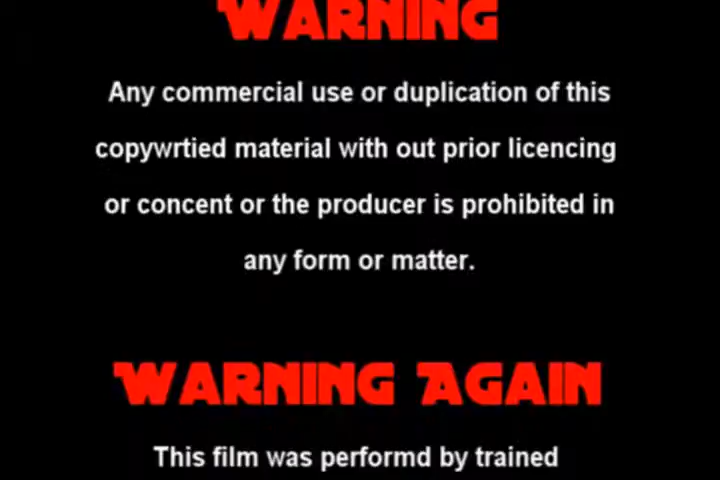 WARNING
Any commercial use or duplication of this
copywrtied material with out prior licencing
or concent or the producer is prohibited in
any form or matter.
WARNING AGAIN
This film was performd by trained